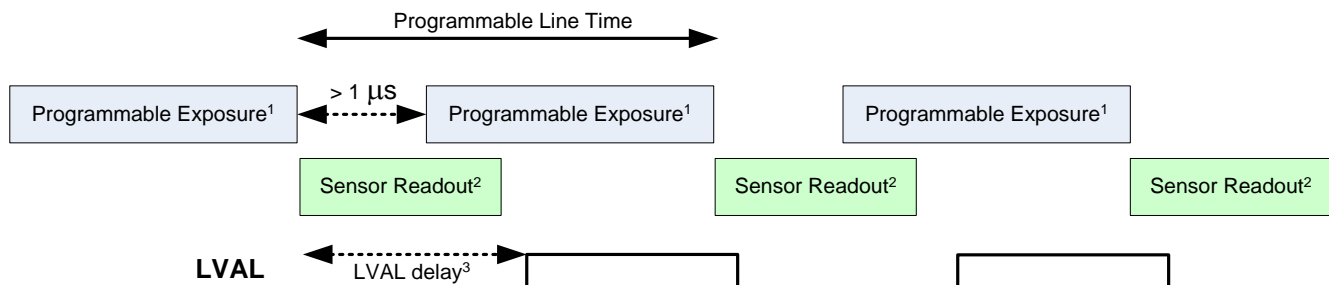 Programmable Line Time
> 1 μs
Programmable Exposure¹ Programmable Exposure¹ Programmable Exposure¹
Sensor Readout² Sensor Readout² Sensor Readout²
LVAL LVAL delay³